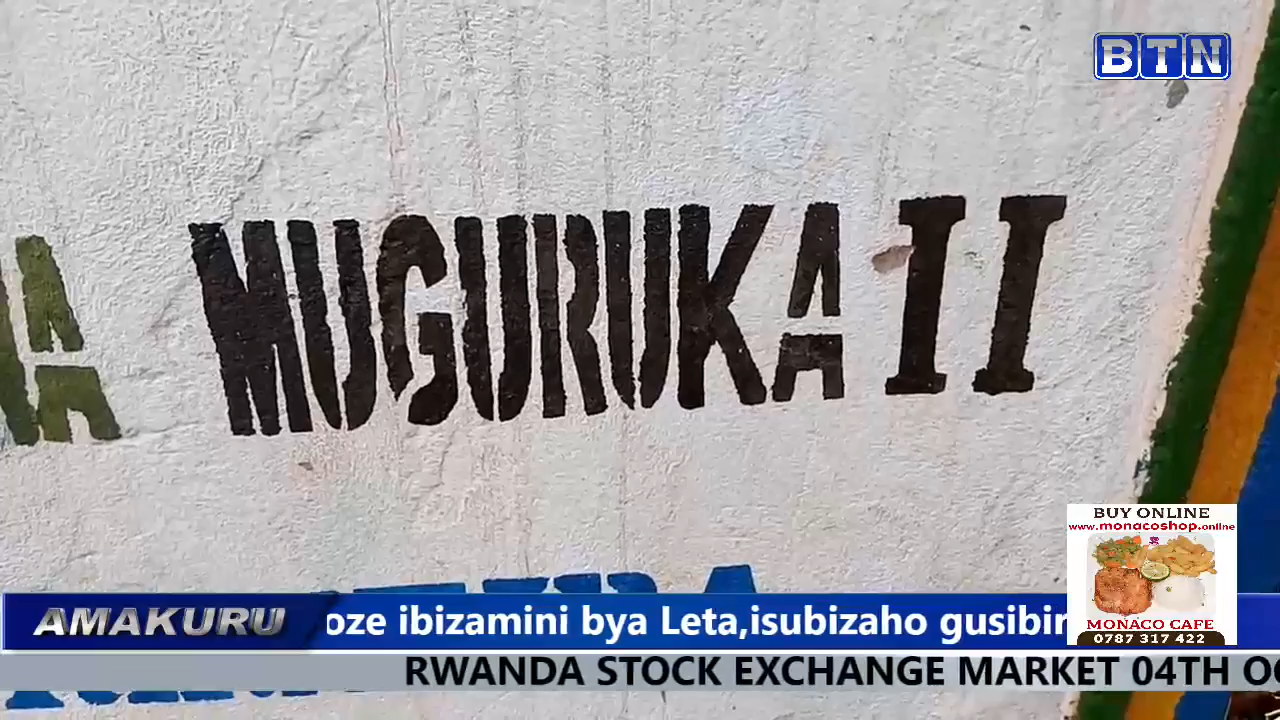 BTN
MUGURUKA II
BUY ONLINE
www.monacoshop.online
MONACO CAFE
0787 317 422
AMAKURU
oze ibizamini bya Leta,isubizaho gusibir
RWANDA STOCK EXCHANGE MARKET 04TH OC